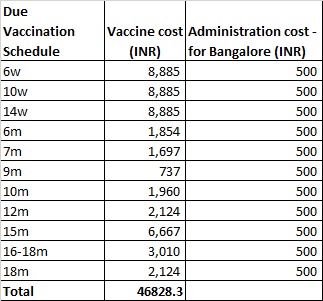 Due Vaccination Schedule Vaccine cost (INR) Administration cost - for Bangalore (INR)
6w 8,885 500
10w 8,885 500
14w 8,885 500
6m 1,854 500
7m 1,697 500
9m 737 500
10m 1,960 500
12m 2,124 500
15m 6,667 500
16-18m 3,010 500
18m 2,124 500
Total 46828.3